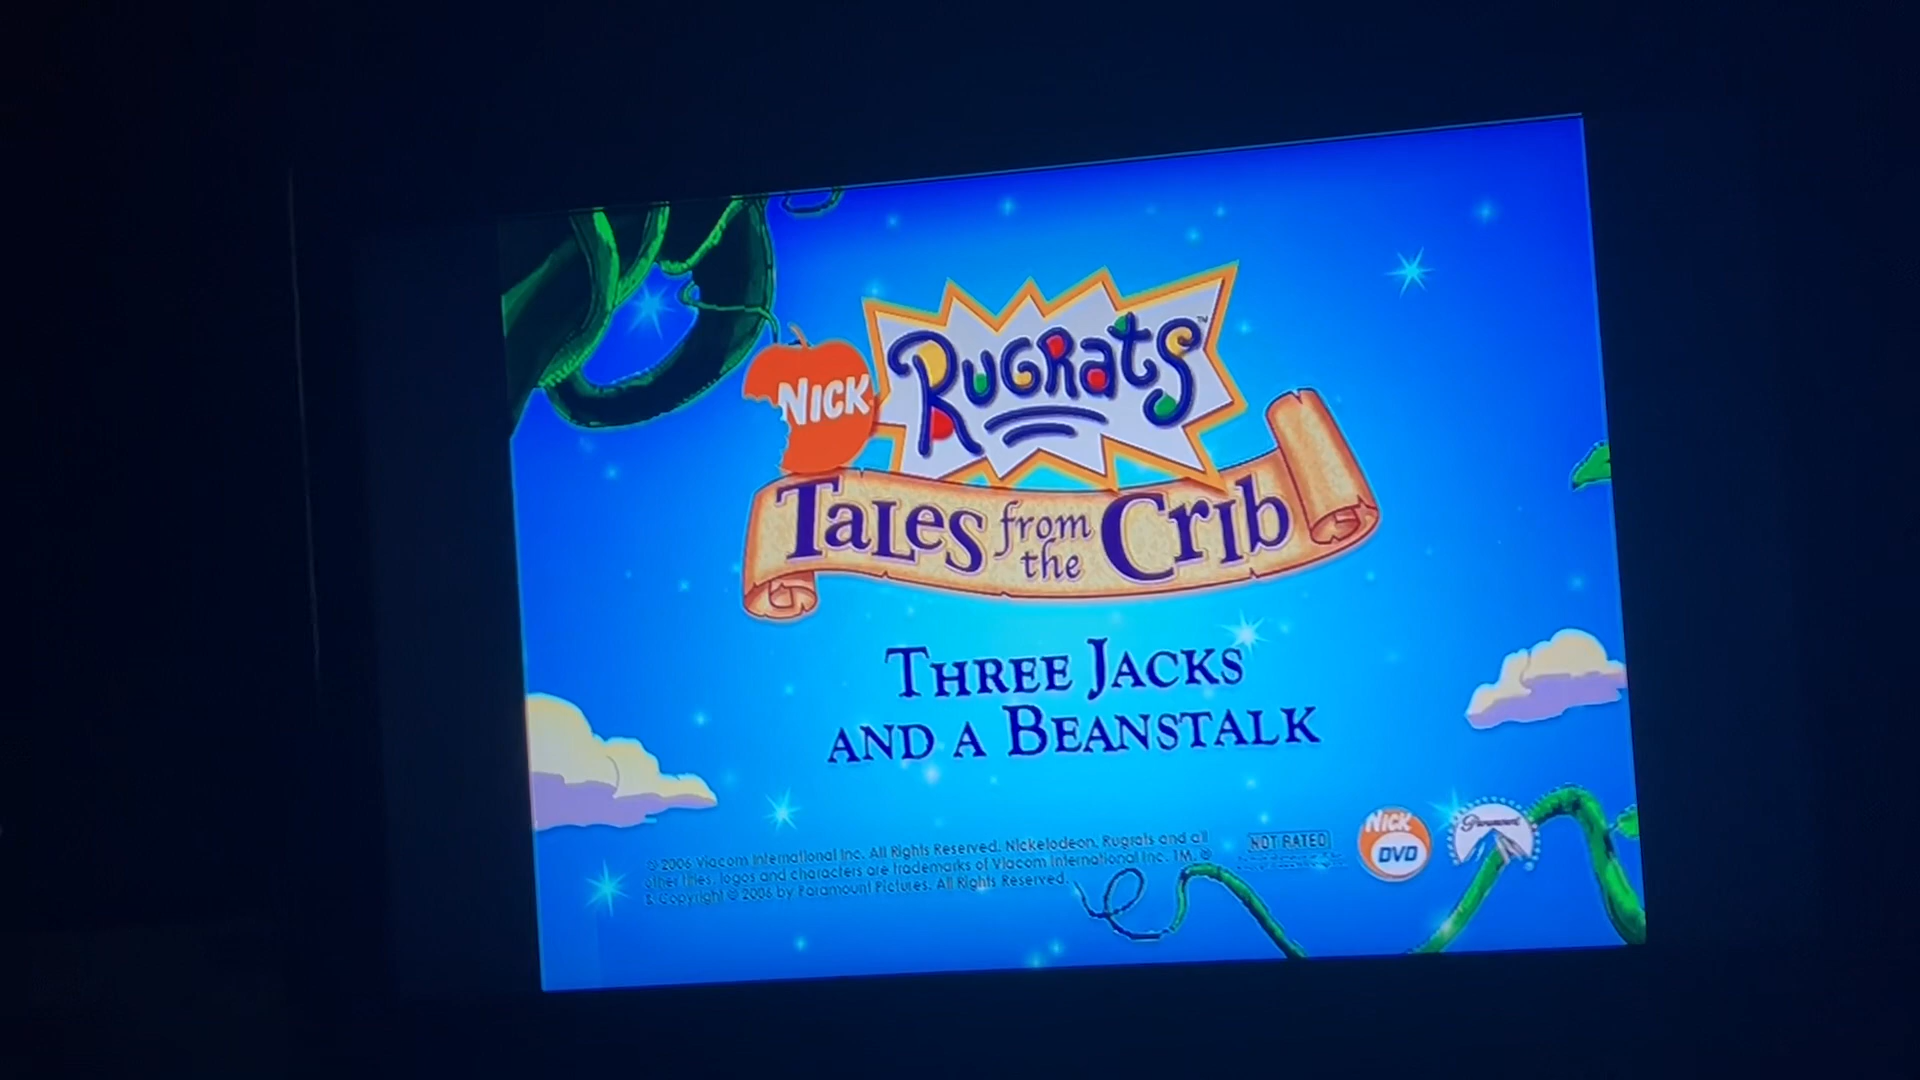 NICK
RUGRats™
TaLes from the CrIb
THREE JACKS
AND A BEANSTALK
© 2006 Viacom International Inc. All Rights Reserved. Nickelodeon, Rugrats and all
other titles, logos and characters are trademarks of Viacom International Inc. TM, ®
& Copyright © 2006 by Paramount Pictures. All Rights Reserved.
NOT RATED
NICK
DVD
Paramount